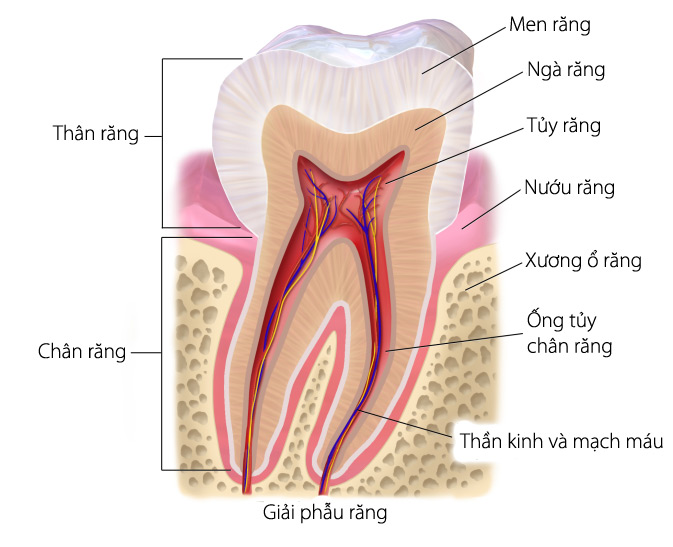 Men răng
Ngà răng
Thân răng
Tủy răng
Nướu răng
Xương ổ răng
Ống tủy
chân răng
Chân răng
Thần kinh và mạch máu
Giải phẫu răng